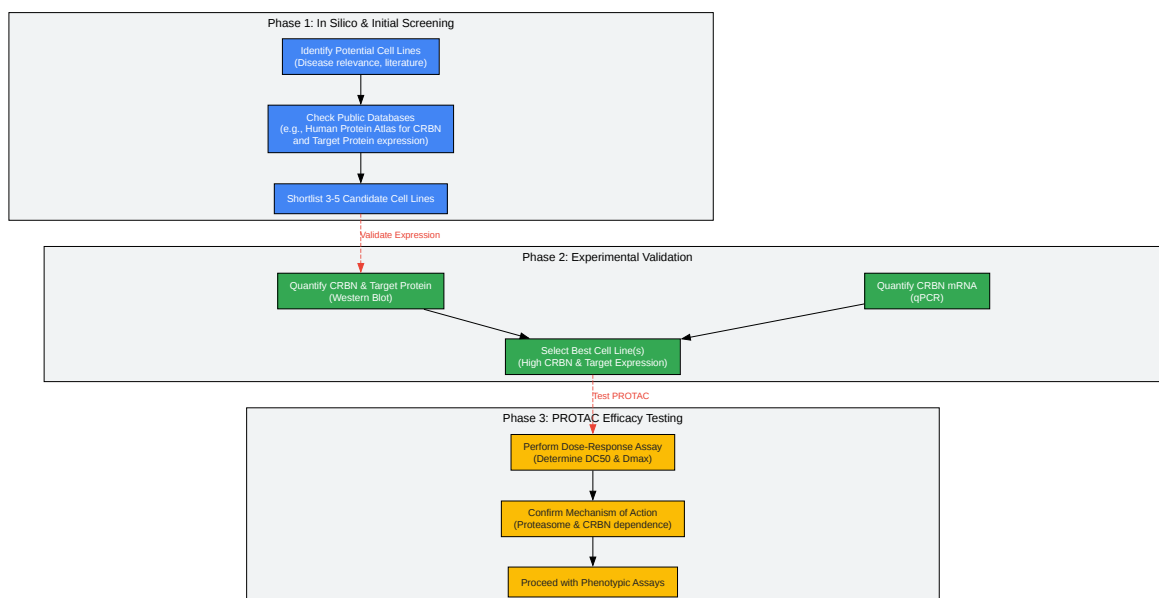 Phase 1: In Silico & Initial Screening
Identify Potential Cell Lines
(Disease relevance, literature)
Check Public Databases
(e.g., Human Protein Atlas for CRBN
and Target Protein expression)
Shortlist 3-5 Candidate Cell Lines
Validate Expression
Phase 2: Experimental Validation
Quantify CRBN & Target Protein
(Western Blot)
Quantify CRBN mRNA
(qPCR)
Select Best Cell Line(s)
(High CRBN & Target Expression)
Test PROTAC
Phase 3: PROTAC Efficacy Testing
Perform Dose-Response Assay
(Determine DC50 & Dmax)
Confirm Mechanism of Action
(Proteasome & CRBN dependence)
Proceed with Phenotypic Assays